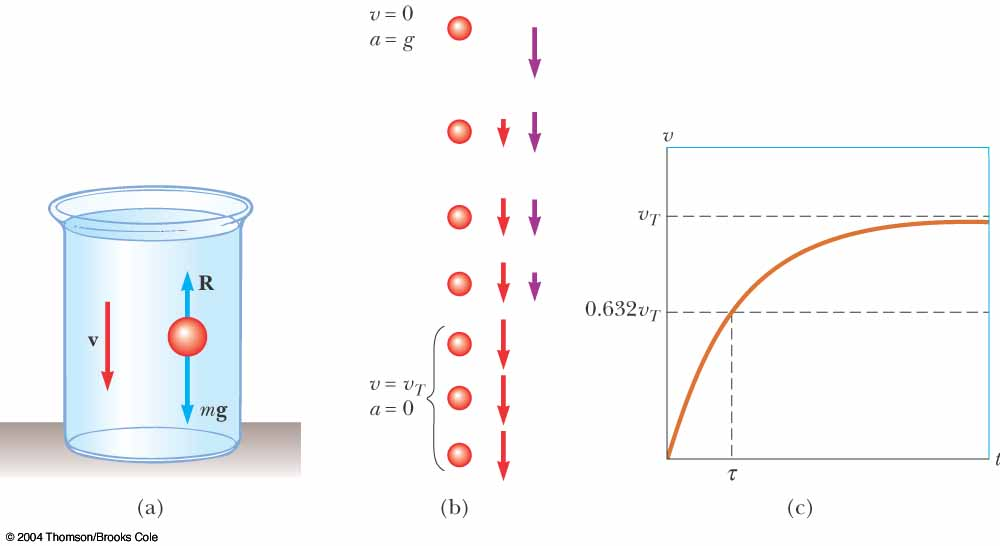 v = 0
a = g
R
v
mg
v = v_T
a = 0
v
v_T
0.632v_T
τ
t
(a)
(b)
(c)
© 2004 Thomson/Brooks Cole